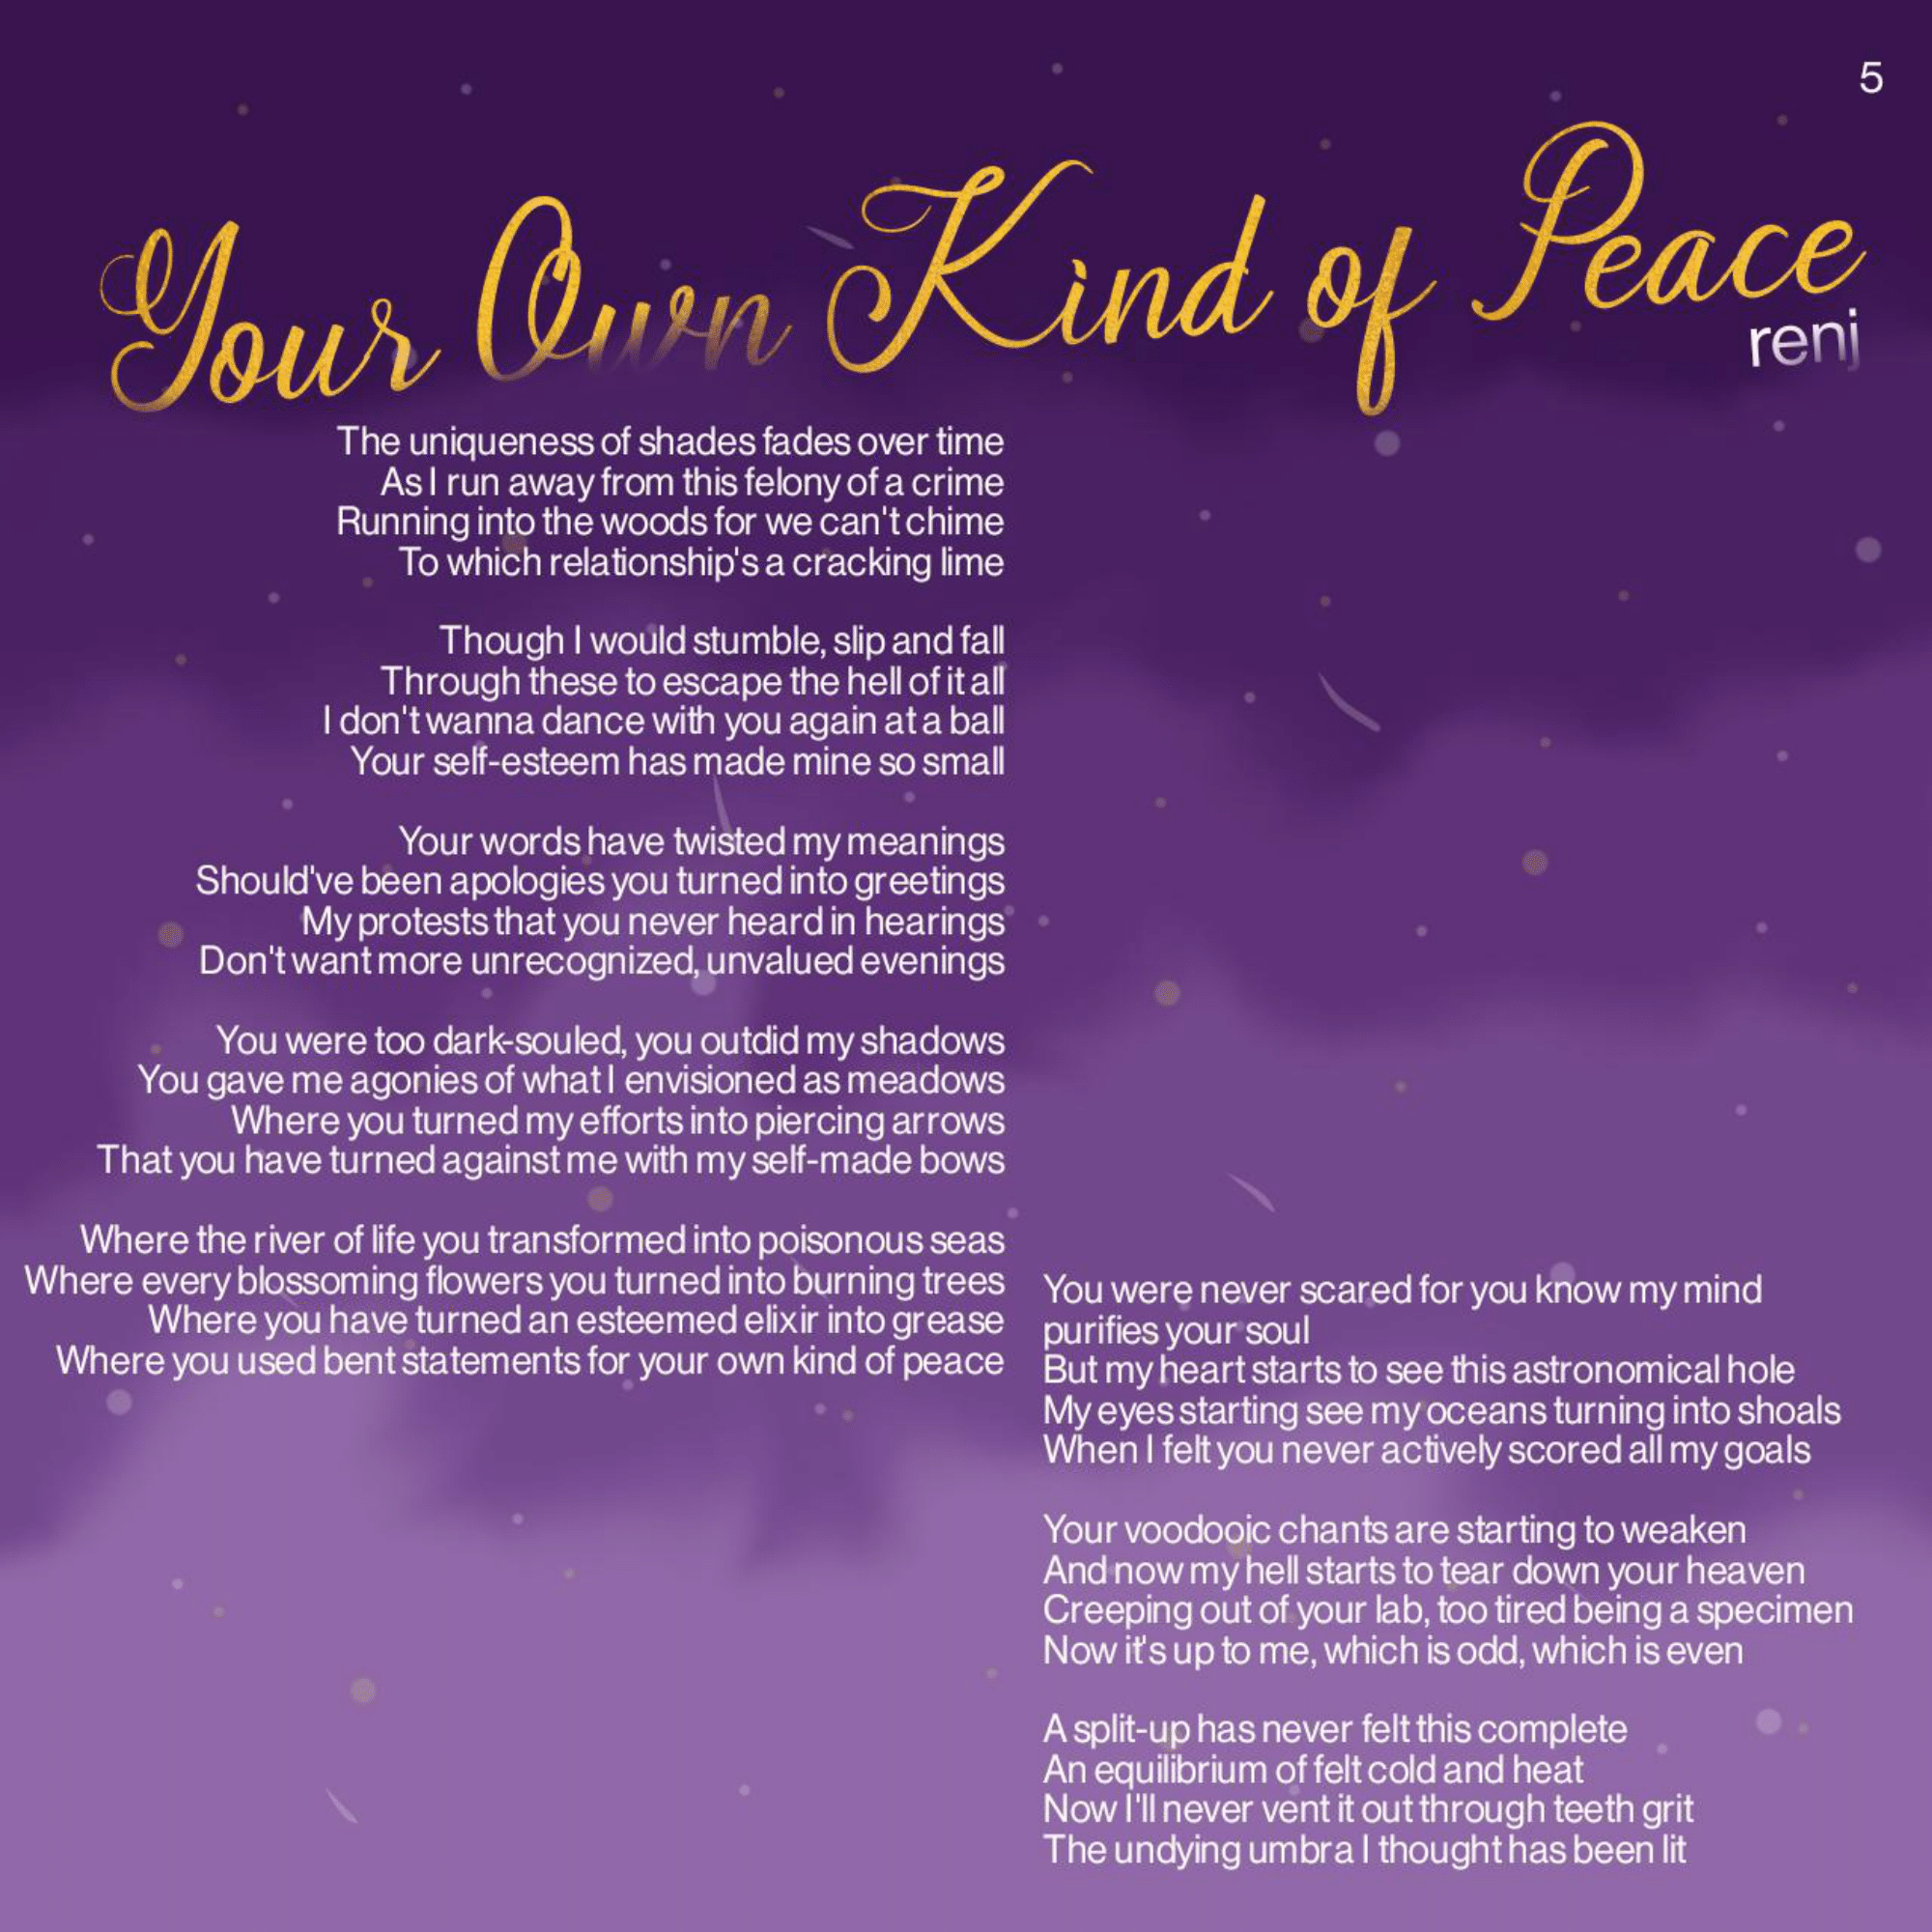 5
Your Own Kind of Peace
renj
The uniqueness of shades fades over time
As I run away from this felony of a crime
Running into the woods for we can't chime
To which relationship's a cracking lime
Though I would stumble, slip and fall
Through these to escape the hell of it all
I don't wanna dance with you again at a ball
Your self-esteem has made mine so small
Your words have twisted my meanings
Should've been apologies you turned into greetings
My protests that you never heard in hearings
Don't want more unrecognized, unvalued evenings
You were too dark-souled, you outdid my shadows
You gave me agonies of what I envisioned as meadows
Where you turned my efforts into piercing arrows
That you have turned against me with my self-made bows
Where the river of life you transformed into poisonous seas
Where every blossoming flowers you turned into burning trees
Where you have turned an esteemed elixir into grease
Where you used bent statements for your own kind of peace
You were never scared for you know my mind
purifies your soul
But my heart starts to see this astronomical hole
My eyes starting see my oceans turning into shoals
When I felt you never actively scored all my goals
Your voodooic chants are starting to weaken
And now my hell starts to tear down your heaven
Creeping out of your lab, too tired being a specimen
Now it's up to me, which is odd, which is even
A split-up has never felt this complete
An equilibrium of felt cold and heat
Now I'll never vent it out through teeth grit
The undying umbra I thought has been lit